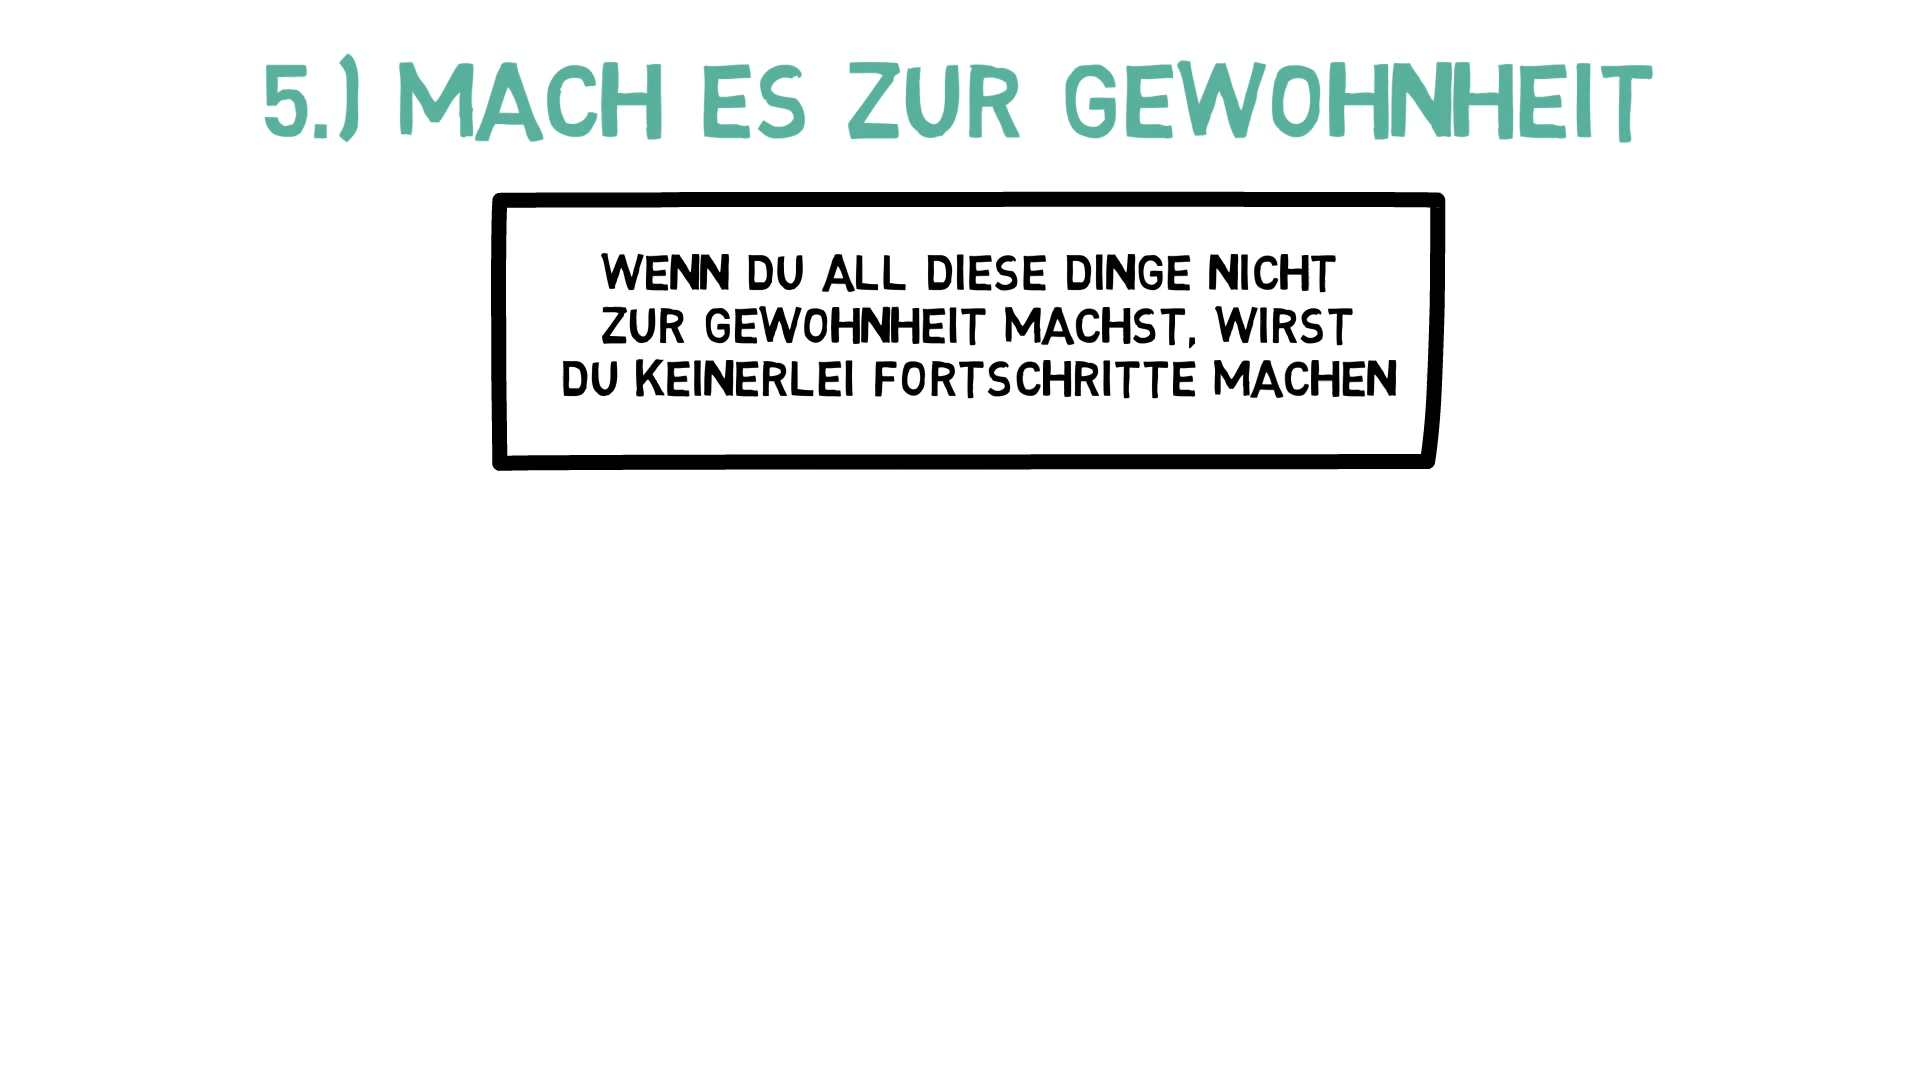 5.) MACH ES ZUR GEWOHNHEIT
WENN DU ALL DIESE DINGE NICHT
ZUR GEWOHNHEIT MACHST, WIRST
DU KEINERLEI FORTSCHRITTE MACHEN